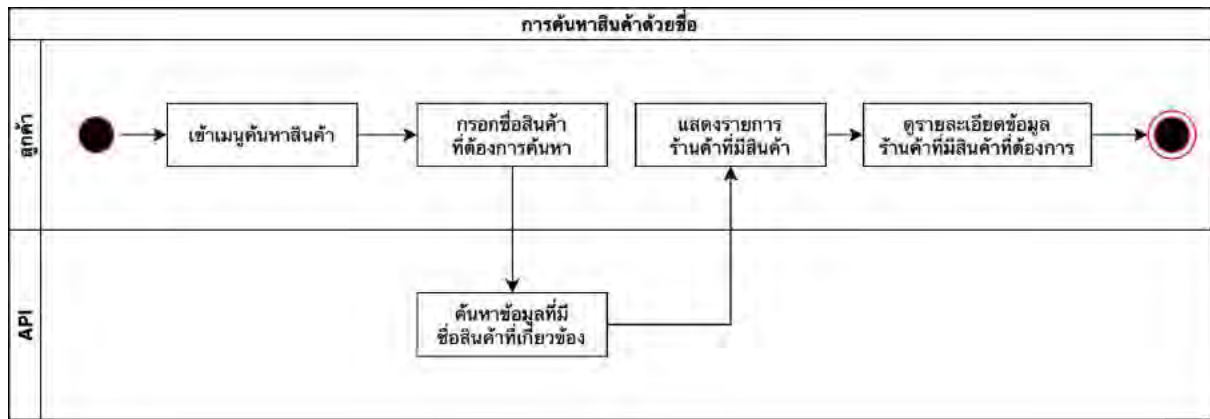 การค้นหาสินค้าด้วยชื่อ
ลูกค้า
เข้าเมนูค้นหาสินค้า
กรอกชื่อสินค้า
ที่ต้องการค้นหา
แสดงรายการ
ร้านค้าที่มีสินค้า
ดูรายละเอียดข้อมูล
ร้านค้าที่มีสินค้าที่ต้องการ
API
ค้นหาข้อมูลที่มี
ชื่อสินค้าที่เกี่ยวข้อง